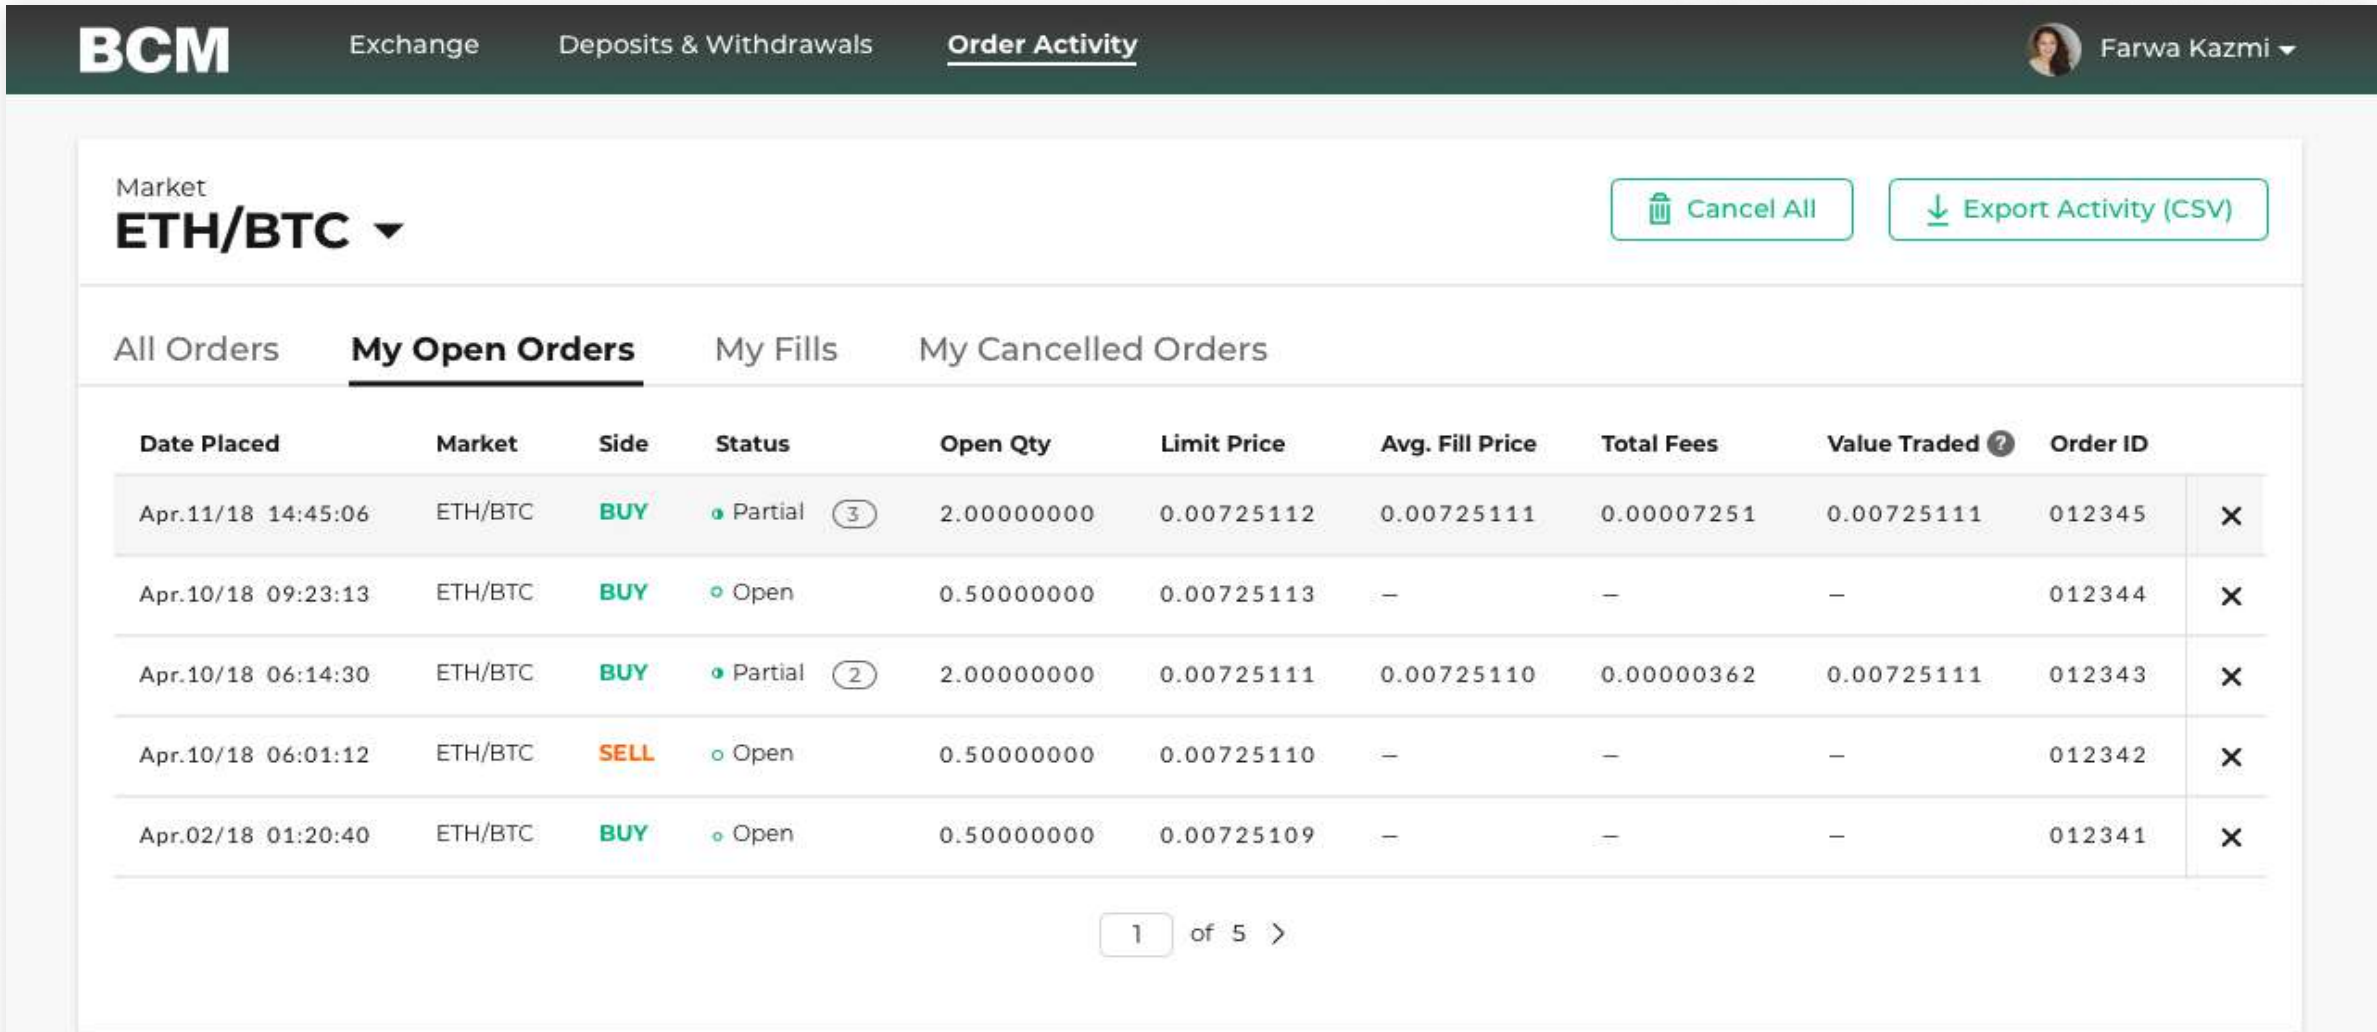 BCM Exchange Deposits & Withdrawals Order Activity Farwa Kazmi
Market
ETH/BTC
Cancel All Export Activity (CSV)
All Orders My Open Orders My Fills My Cancelled Orders
Date Placed Market Side Status Open Qty Limit Price Avg. Fill Price Total Fees Value Traded ? Order ID
Apr.11/18 14:45:06 ETH/BTC BUY Partial 3 2.00000000 0.00725112 0.00725111 0.00007251 0.00725111 012345
Apr.10/18 09:23:13 ETH/BTC BUY Open 0.50000000 0.00725113 – – – 012344
Apr.10/18 06:14:30 ETH/BTC BUY Partial 2 2.00000000 0.00725111 0.00725110 0.00000362 0.00725111 012343
Apr.10/18 06:01:12 ETH/BTC SELL Open 0.50000000 0.00725110 – – – 012342
Apr.02/18 01:20:40 ETH/BTC BUY Open 0.50000000 0.00725109 – – – 012341
1 of 5